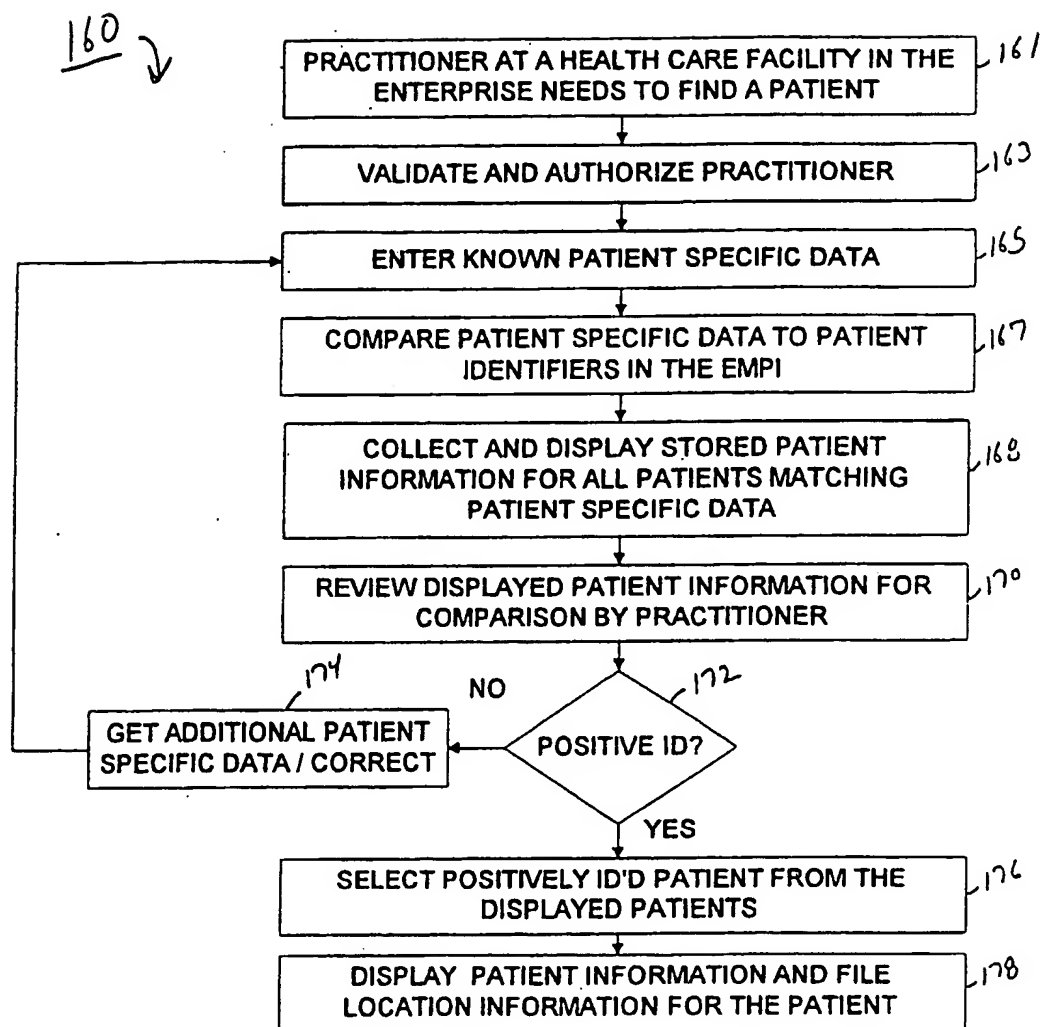 160
PRACTITIONER AT A HEALTH CARE FACILITY IN THE
ENTERPRISE NEEDS TO FIND A PATIENT
161
VALIDATE AND AUTHORIZE PRACTITIONER
163
ENTER KNOWN PATIENT SPECIFIC DATA
165
COMPARE PATIENT SPECIFIC DATA TO PATIENT
IDENTIFIERS IN THE EMPI
167
COLLECT AND DISPLAY STORED PATIENT
INFORMATION FOR ALL PATIENTS MATCHING
PATIENT SPECIFIC DATA
168
REVIEW DISPLAYED PATIENT INFORMATION FOR
COMPARISON BY PRACTITIONER
170
POSITIVE ID?
172
NO
GET ADDITIONAL PATIENT
SPECIFIC DATA / CORRECT
174
YES
SELECT POSITIVELY ID'D PATIENT FROM THE
DISPLAYED PATIENTS
176
DISPLAY PATIENT INFORMATION AND FILE
LOCATION INFORMATION FOR THE PATIENT
178